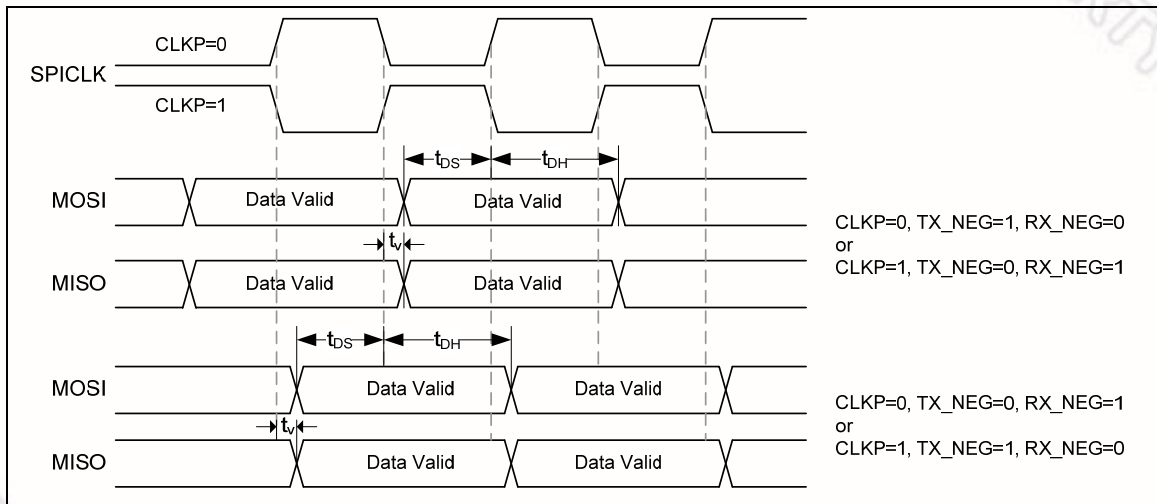 CLKP=0
SPICLK
CLKP=1
tDS tDH
MOSI Data Valid Data Valid
CLKP=0, TX_NEG=1, RX_NEG=0
or
CLKP=1, TX_NEG=0, RX_NEG=1
tv
MISO Data Valid Data Valid
tDS tDH
MOSI Data Valid Data Valid
CLKP=0, TX_NEG=0, RX_NEG=1
or
CLKP=1, TX_NEG=1, RX_NEG=0
tv
MISO Data Valid Data Valid